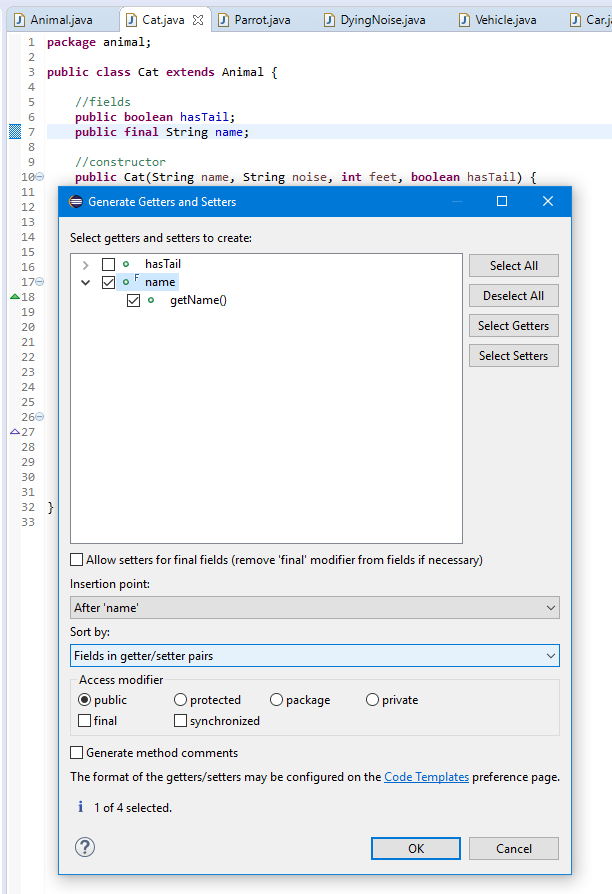 Animal.java Cat.java Parrot.java DyingNoise.java Vehicle.java Car.j
1 package animal;
2
3 public class Cat extends Animal {
4
5 //fields
6 public boolean hasTail;
7 public final String name;
8
9 //constructor
10 public Cat(String name, String noise, int feet, boolean hasTail) {
11
12
13
14
15
16
17
18
19
20
21
22
23
24
25
26
27
28
29
30
31
32 }
33
Generate Getters and Setters
Select getters and setters to create:
hasTail
F name
getName()
Select All
Deselect All
Select Getters
Select Setters
Allow setters for final fields (remove 'final' modifier from fields if necessary)
Insertion point:
After 'name'
Sort by:
Fields in getter/setter pairs
Access modifier
public protected package private
final synchronized
Generate method comments
The format of the getters/setters may be configured on the Code Templates preference page.
i 1 of 4 selected.
? OK Cancel